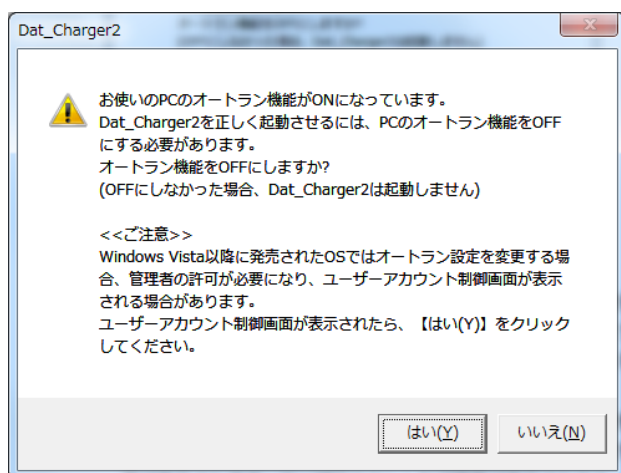 Dat_Charger2
お使いのPCのオートラン機能がONになっています。
Dat_Charger2を正しく起動させるには、PCのオートラン機能をOFF
にする必要があります。
オートラン機能をOFFにしますか?
(OFFにしなかった場合、Dat_Charger2は起動しません)
<<ご注意>>
Windows Vista以降に発売されたOSではオートラン設定を変更する場
合、管理者の許可が必要になり、ユーザーアカウント制御画面が表示
される場合があります。
ユーザーアカウント制御画面が表示されたら、【はい(Y)】をクリック
してください。
はい(Y)
いいえ(N)